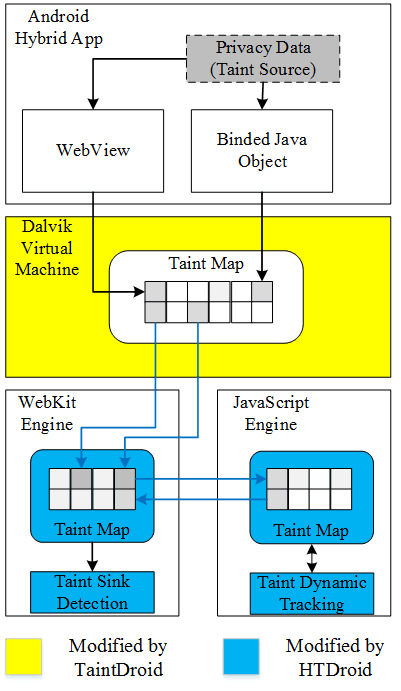 Android
Hybrid App
Privacy Data
(Taint Source)
WebView
Binded Java
Object
Dalvik
Virtual
Machine
Taint Map
WebKit
Engine
JavaScript
Engine
Taint Map
Taint Map
Taint Sink
Detection
Taint Dynamic
Tracking
Modified by
TaintDroid
Modified by
HTDroid